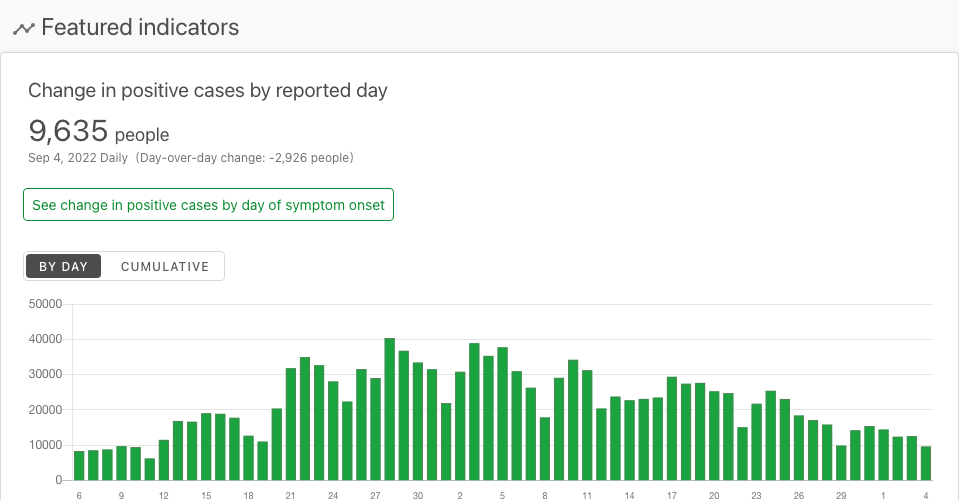 Featured indicators
Change in positive cases by reported day
9,635 people
Sep 4, 2022 Daily (Day-over-day change: -2,926 people)
See change in positive cases by day of symptom onset
BY DAY CUMULATIVE
50000
40000
30000
20000
10000
0
6 9 12 15 18 21 24 27 30 2 5 8 11 14 17 20 23 26 29 1 4